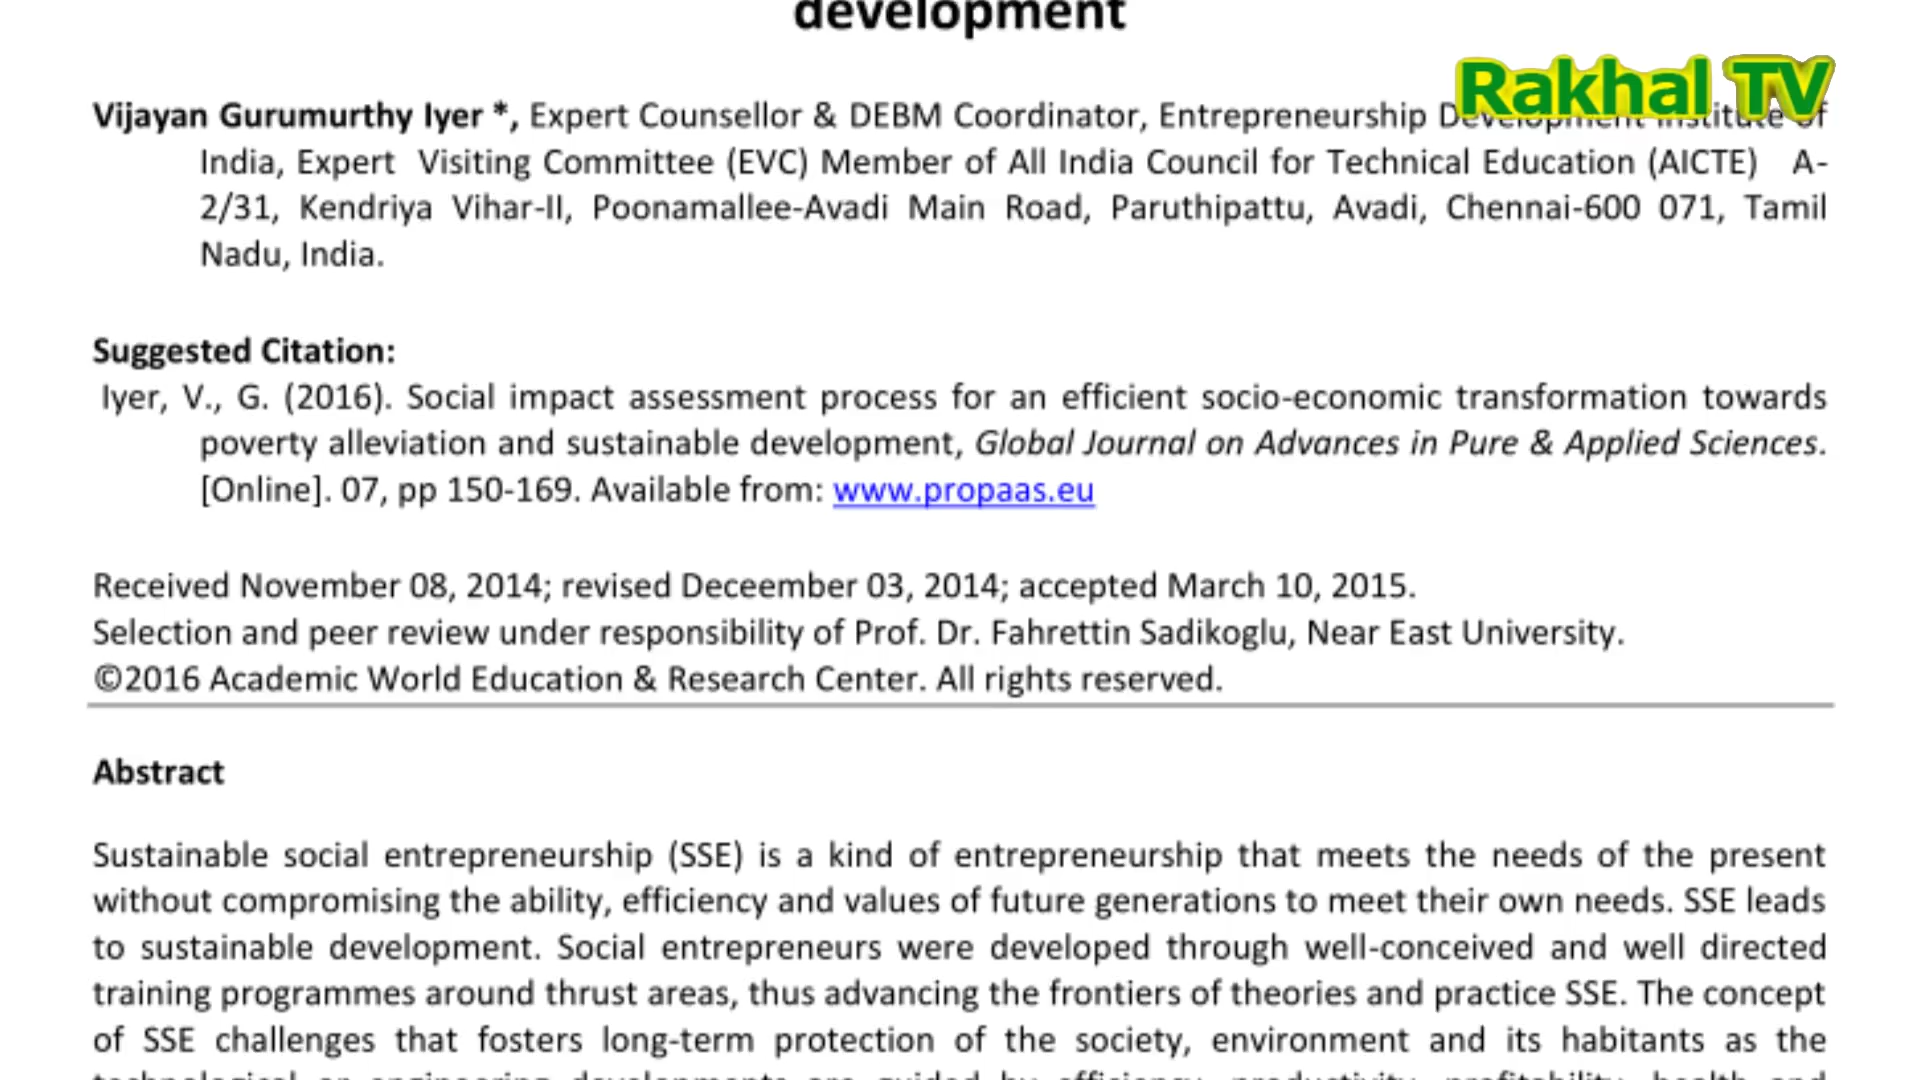 development
Rakhal TV
Vijayan Gurumurthy Iyer *, Expert Counsellor & DEBM Coordinator, Entrepreneurship Development Institute of
India, Expert Visiting Committee (EVC) Member of All India Council for Technical Education (AICTE) A-
2/31, Kendriya Vihar-II, Poonamallee-Avadi Main Road, Paruthipattu, Avadi, Chennai-600 071, Tamil
Nadu, India.
Suggested Citation:
Iyer, V., G. (2016). Social impact assessment process for an efficient socio-economic transformation towards
poverty alleviation and sustainable development, Global Journal on Advances in Pure & Applied Sciences.
[Online]. 07, pp 150-169. Available from: www.propaas.eu
Received November 08, 2014; revised Deceember 03, 2014; accepted March 10, 2015.
Selection and peer review under responsibility of Prof. Dr. Fahrettin Sadikoglu, Near East University.
©2016 Academic World Education & Research Center. All rights reserved.
Abstract
Sustainable social entrepreneurship (SSE) is a kind of entrepreneurship that meets the needs of the present
without compromising the ability, efficiency and values of future generations to meet their own needs. SSE leads
to sustainable development. Social entrepreneurs were developed through well-conceived and well directed
training programmes around thrust areas, thus advancing the frontiers of theories and practice SSE. The concept
of SSE challenges that fosters long-term protection of the society, environment and its habitants as the